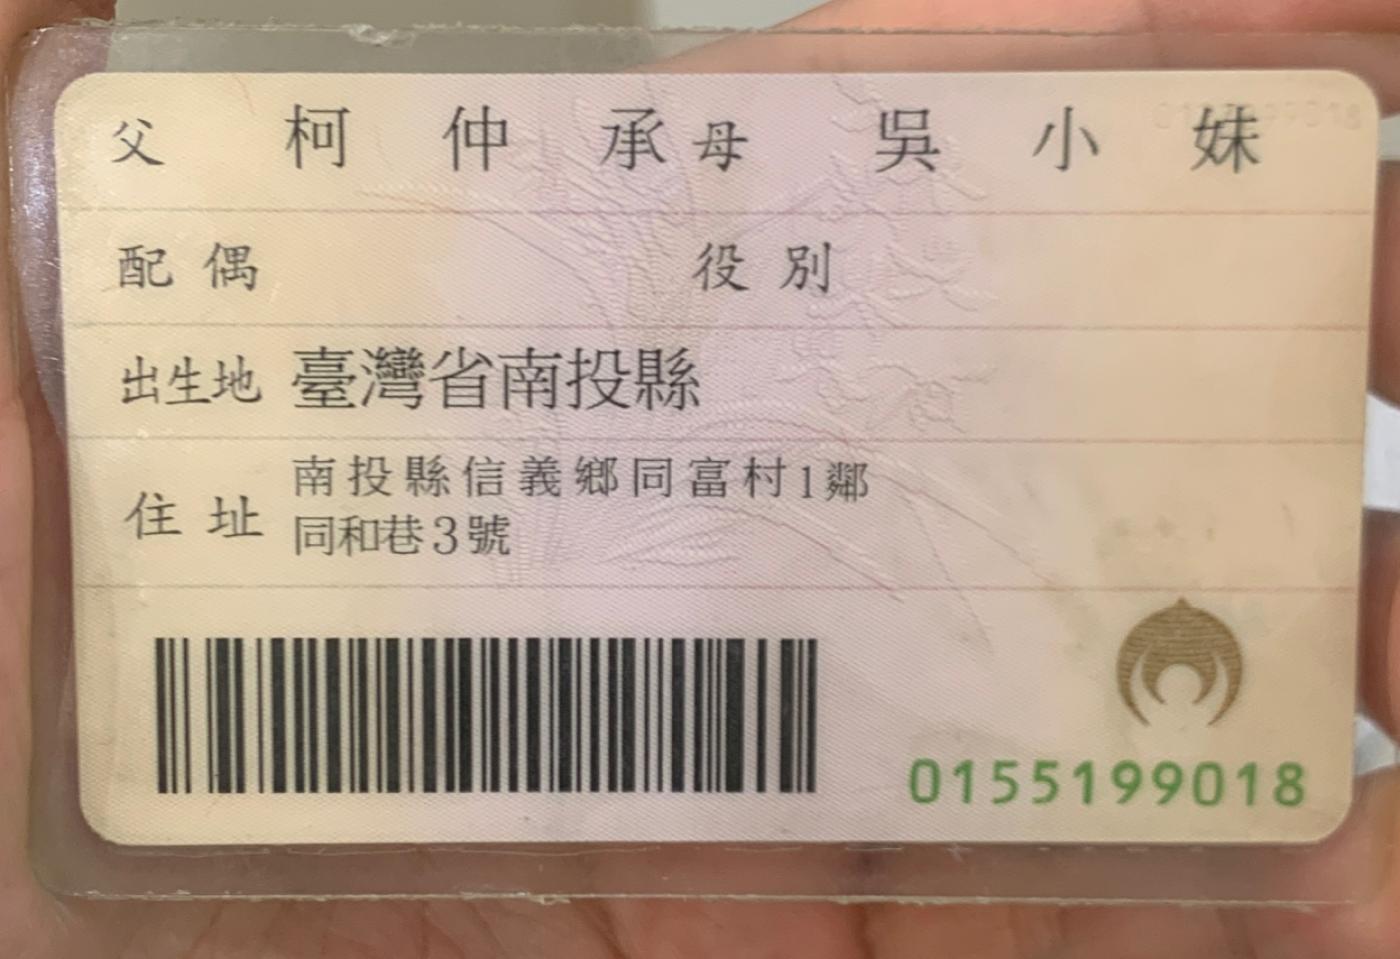 父 柯仲承 母 吳小妹
配偶 役別
出生地 臺灣省南投縣
住址 南投縣信義鄉同富村1鄰
同和巷3號
0155199018